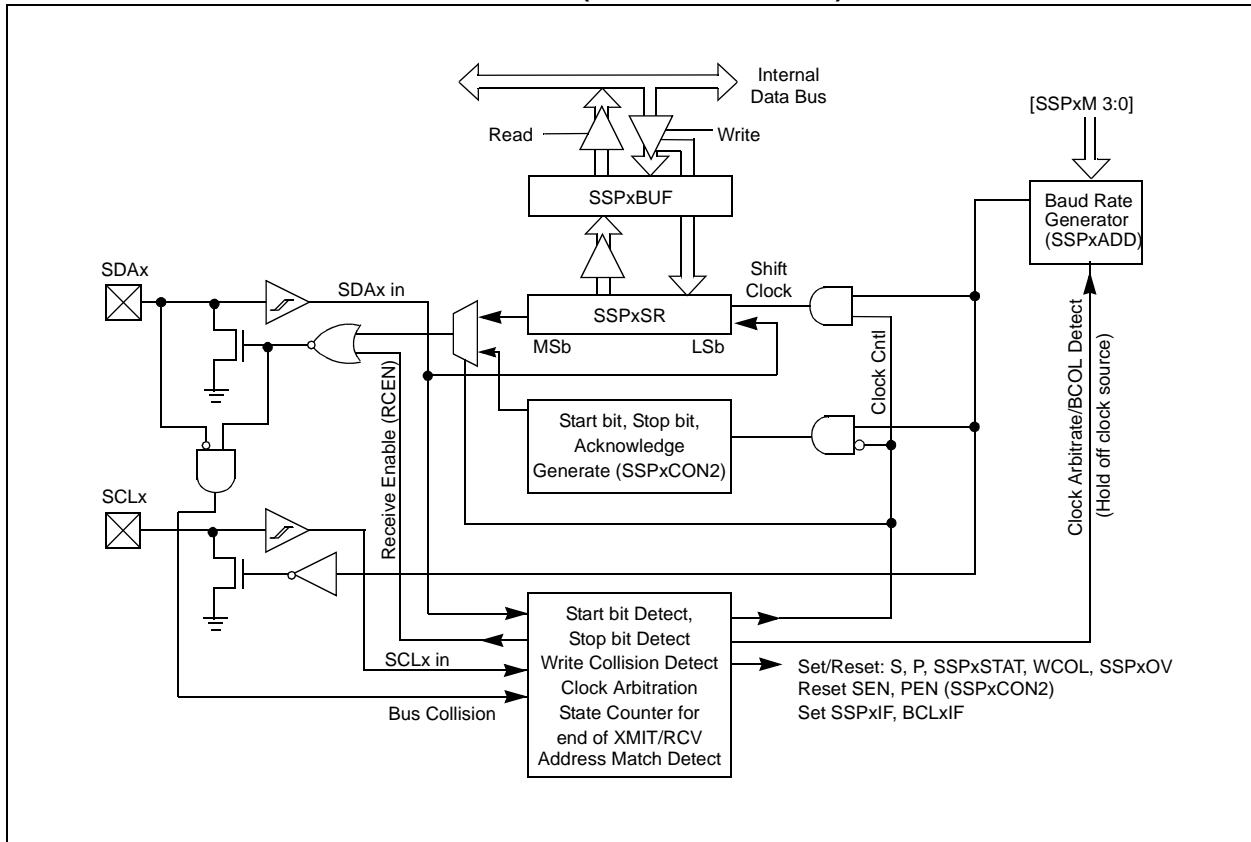 Internal
Data Bus
[SSPxM 3:0]
Read
Write
SSPxBUF
Baud Rate
Generator
(SSPxADD)
SDAx
SDAx in
Shift
Clock
SSPxSR
MSb
LSb
Receive Enable (RCEN)
Start bit, Stop bit,
Acknowledge
Generate (SSPxCON2)
Clock Cntl
Clock Arbitrate/BCOL Detect
(Hold off clock source)
SCLx
SCLx in
Bus Collision
Start bit Detect,
Stop bit Detect
Write Collision Detect
Clock Arbitration
State Counter for
end of XMIT/RCV
Address Match Detect
Set/Reset: S, P, SSPxSTAT, WCOL, SSPxOV
Reset SEN, PEN (SSPxCON2)
Set SSPxIF, BCLxIF